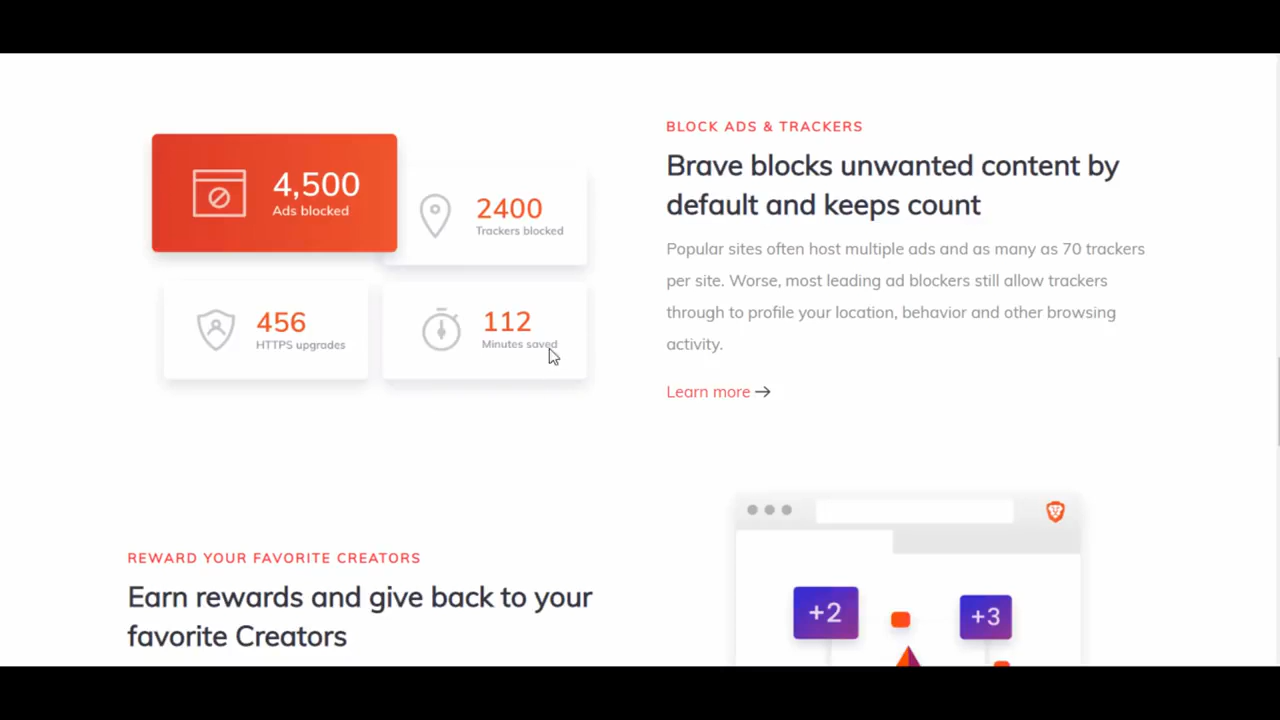 4,500
Ads blocked
2400
Trackers blocked
456
HTTPS upgrades
112
Minutes saved
BLOCK ADS & TRACKERS
Brave blocks unwanted content by
default and keeps count
Popular sites often host multiple ads and as many as 70 trackers
per site. Worse, most leading ad blockers still allow trackers
through to profile your location, behavior and other browsing
activity.
Learn more →
REWARD YOUR FAVORITE CREATORS
Earn rewards and give back to your
favorite Creators
+2
+3